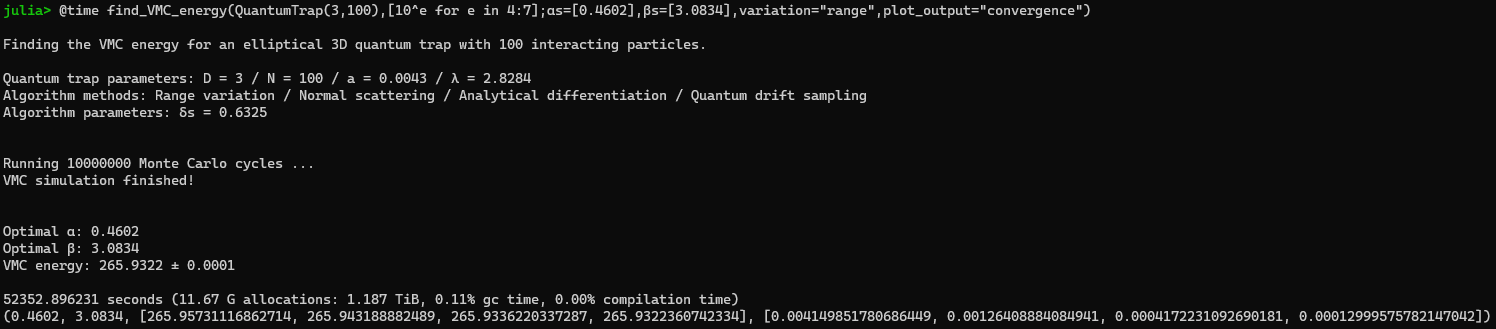 julia> @time find_VMC_energy(QuantumTrap(3,100),[10^e for e in 4:7];αs=[0.4602],βs=[3.0834],variation="range",plot_output="convergence")
Finding the VMC energy for an elliptical 3D quantum trap with 100 interacting particles.
Quantum trap parameters: D = 3 / N = 100 / a = 0.0043 / λ = 2.8284
Algorithm methods: Range variation / Normal scattering / Analytical differentiation / Quantum drift sampling
Algorithm parameters: δs = 0.6325
Running 10000000 Monte Carlo cycles ...
VMC simulation finished!
Optimal α: 0.4602
Optimal β: 3.0834
VMC energy: 265.9322 ± 0.0001
52352.896231 seconds (11.67 G allocations: 1.187 TiB, 0.11% gc time, 0.00% compilation time)
(0.4602, 3.0834, [265.95731116862714, 265.943188882489, 265.9336220337287, 265.9322360742334], [0.004149851780686449, 0.00126408884084941, 0.0004172231092690181, 0.00012999575782147042])